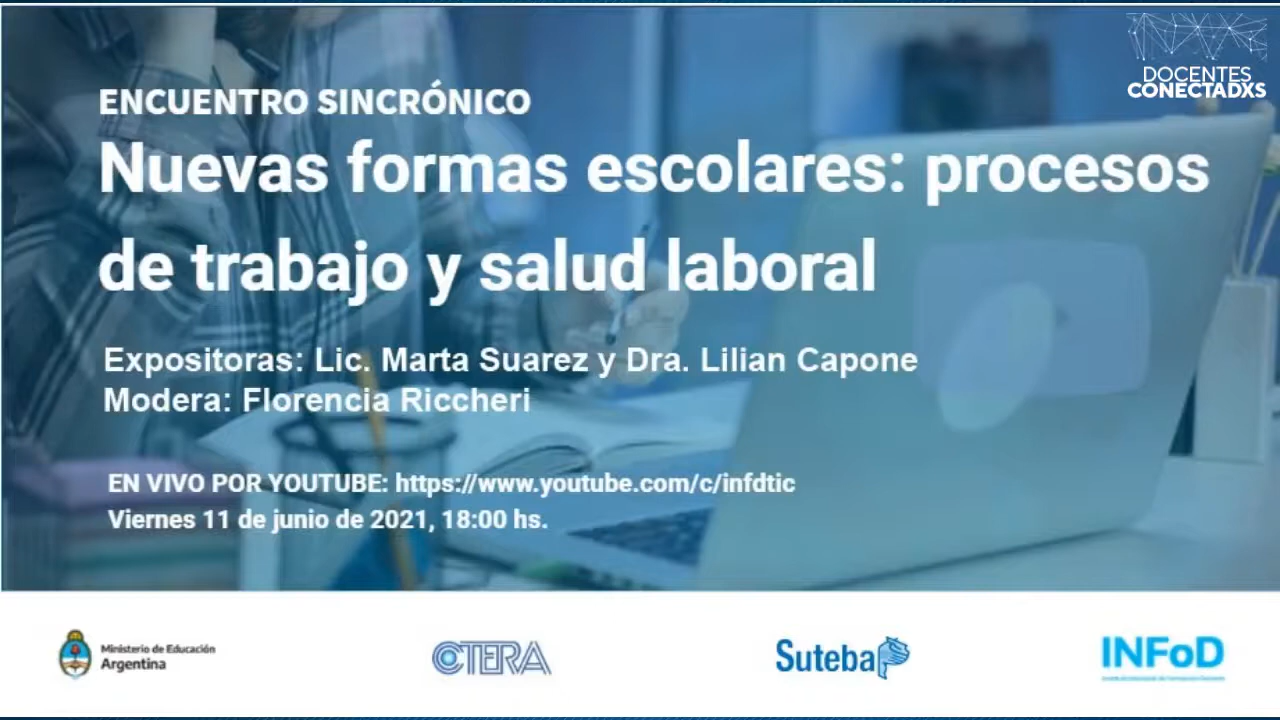 DOCENTES
CONECTADXS
ENCUENTRO SINCRÓNICO
Nuevas formas escolares: procesos
de trabajo y salud laboral
Expositoras: Lic. Marta Suarez y Dra. Lilian Capone
Modera: Florencia Riccheri
EN VIVO POR YOUTUBE: https://www.youtube.com/c/infdtic
Viernes 11 de junio de 2021, 18:00 hs.
Ministerio de Educación
Argentina
CTERA
Suteba
INFoD